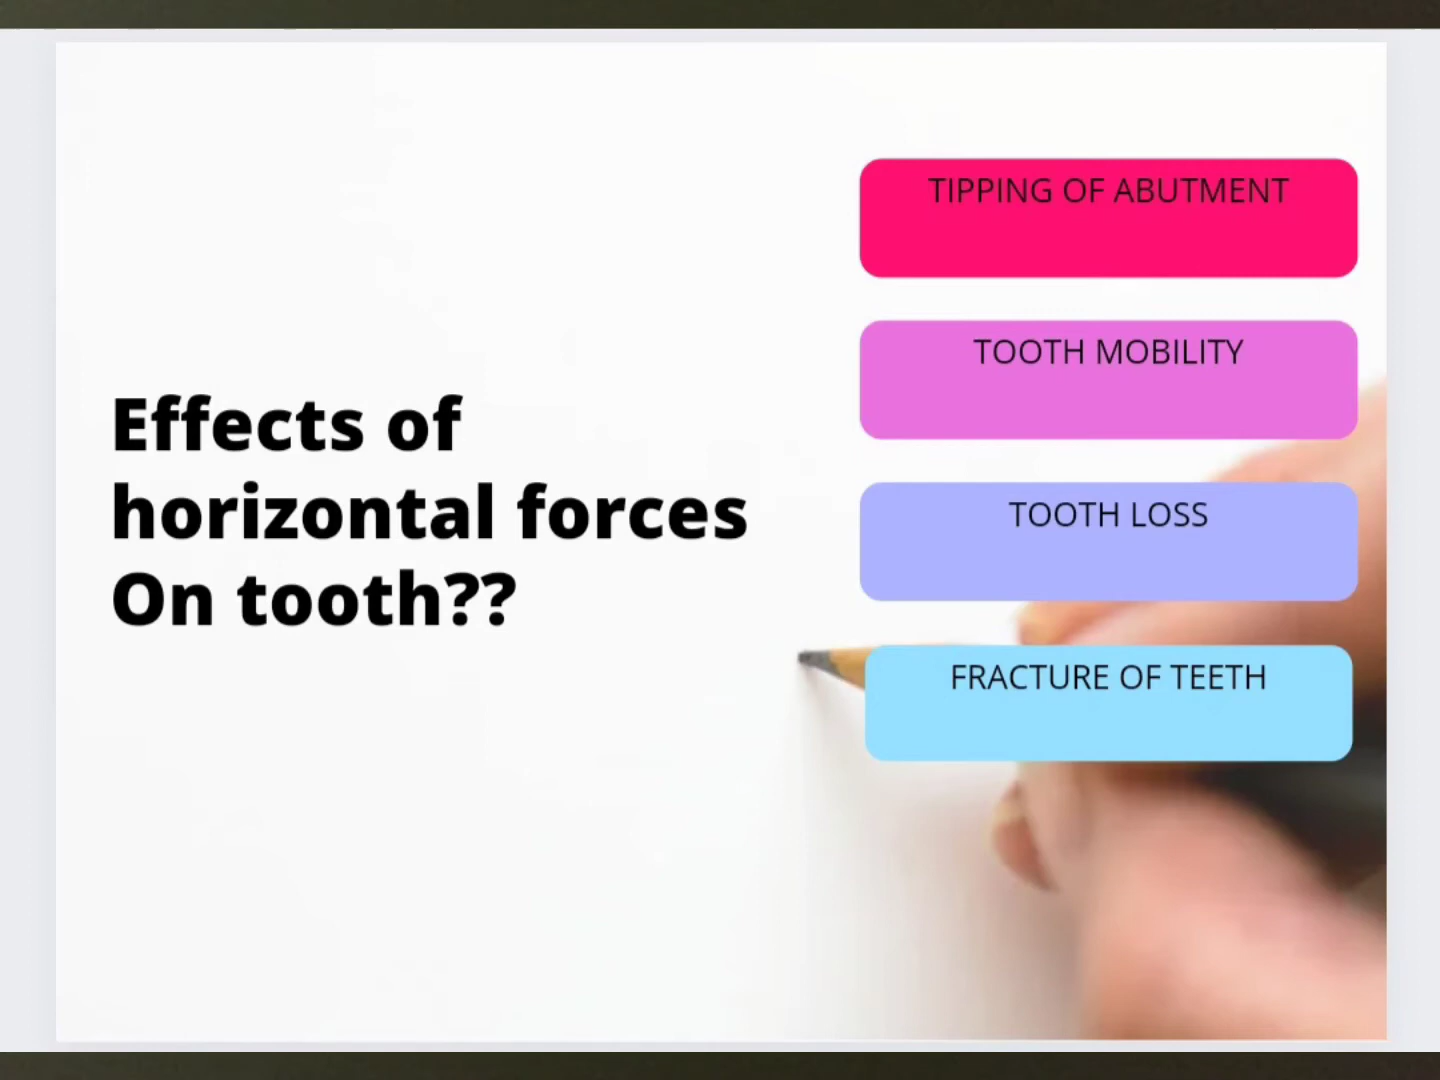 Effects of
horizontal forces
On tooth??
TIPPING OF ABUTMENT
TOOTH MOBILITY
TOOTH LOSS
FRACTURE OF TEETH